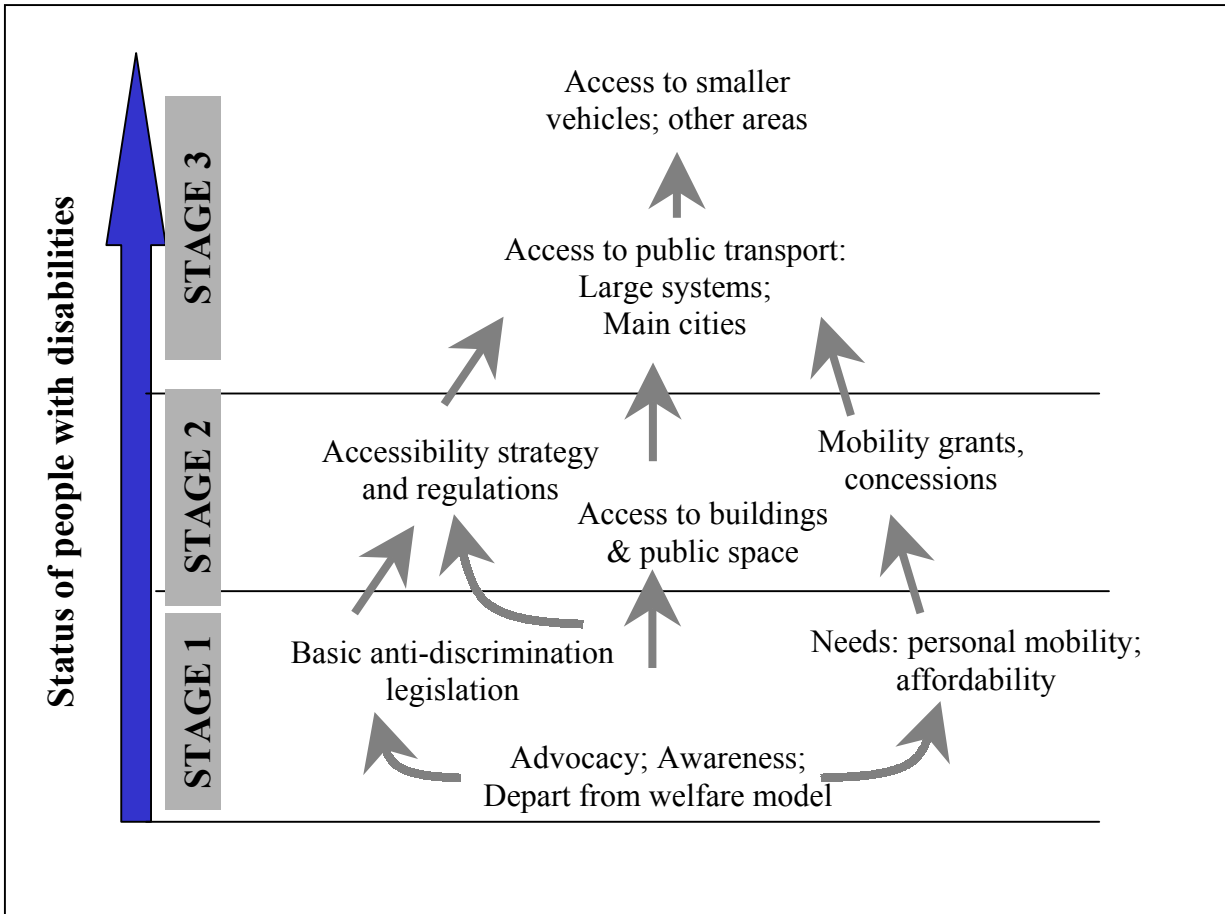 Status of people with disabilities
STAGE 3
Access to smaller
vehicles; other areas
Access to public transport:
Large systems;
Main cities
STAGE 2
Accessibility strategy
and regulations
Access to buildings
& public space
Mobility grants,
concessions
STAGE 1
Basic anti-discrimination
legislation
Needs: personal mobility;
affordability
Advocacy; Awareness;
Depart from welfare model